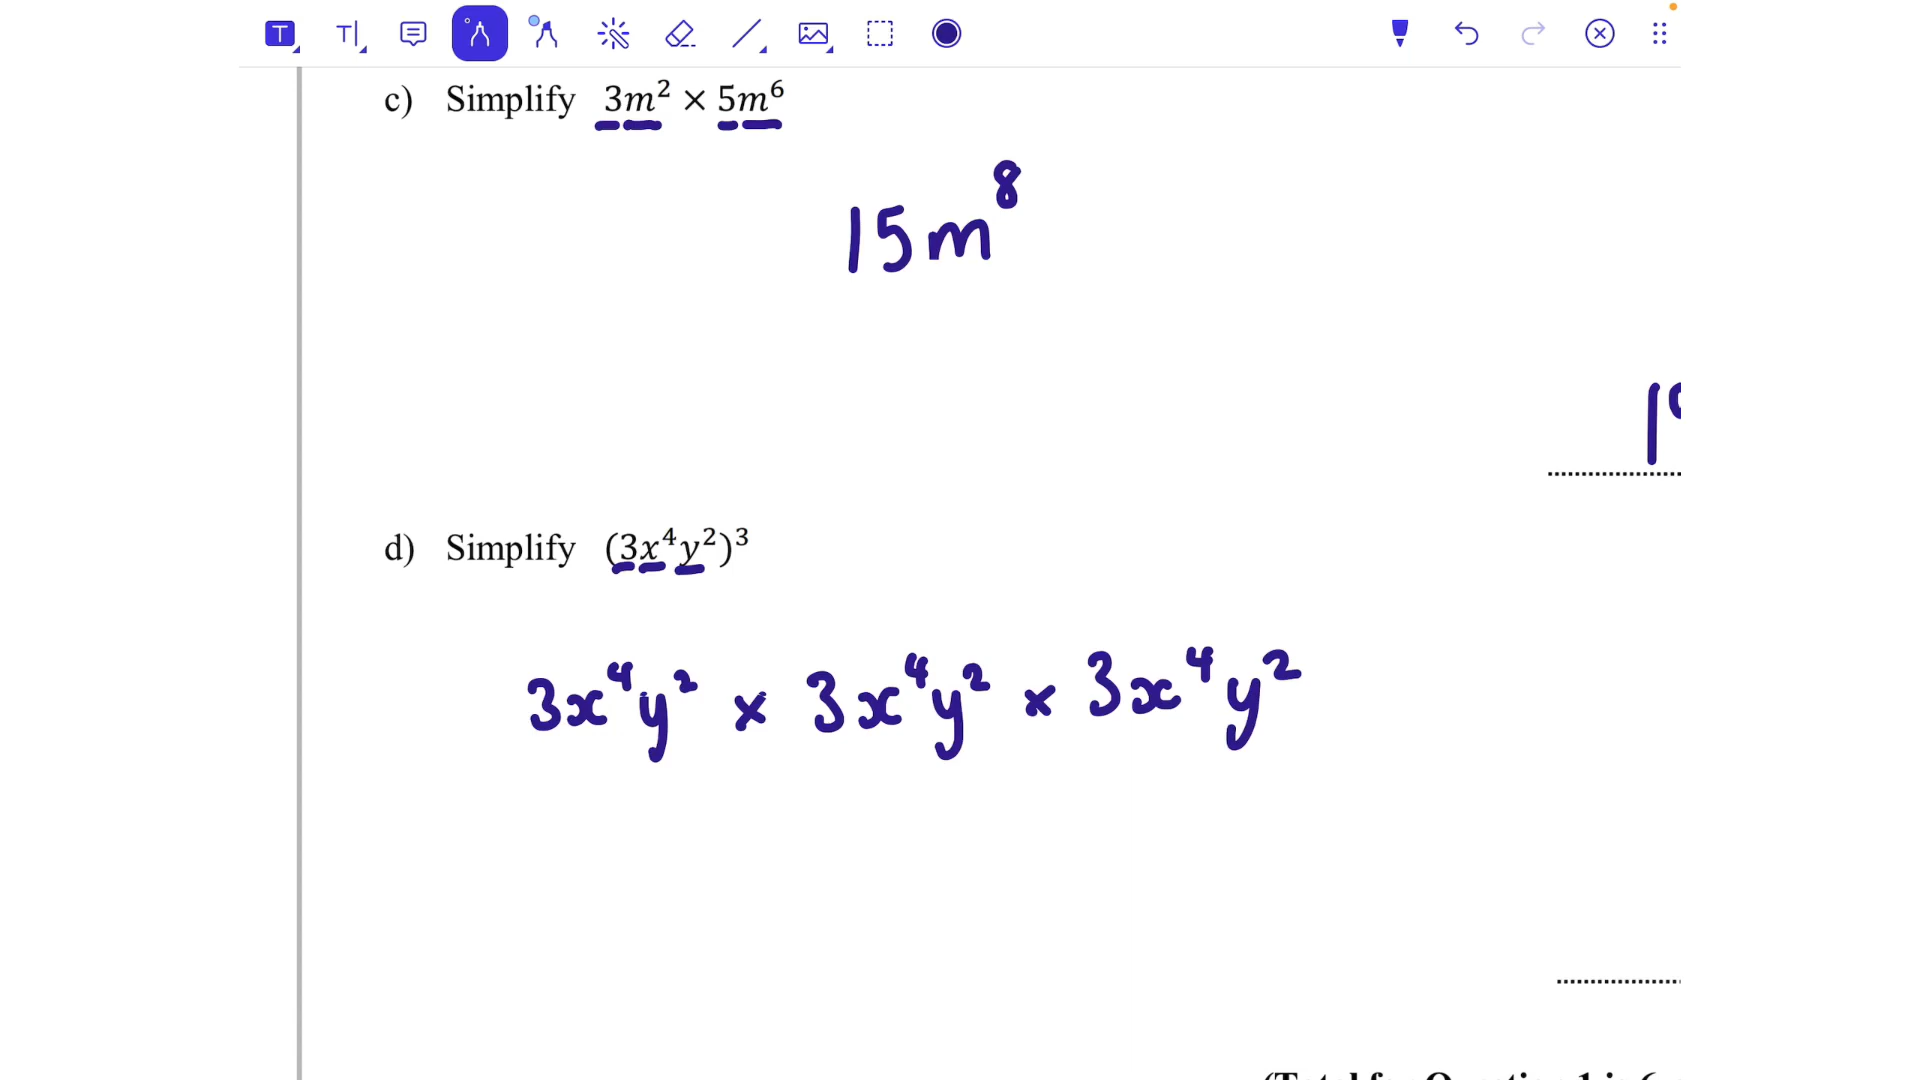 c) Simplify 3m² × 5m⁶
15m⁸
d) Simplify (3x⁴y²)³
3x⁴y² × 3x⁴y² × 3x⁴y²